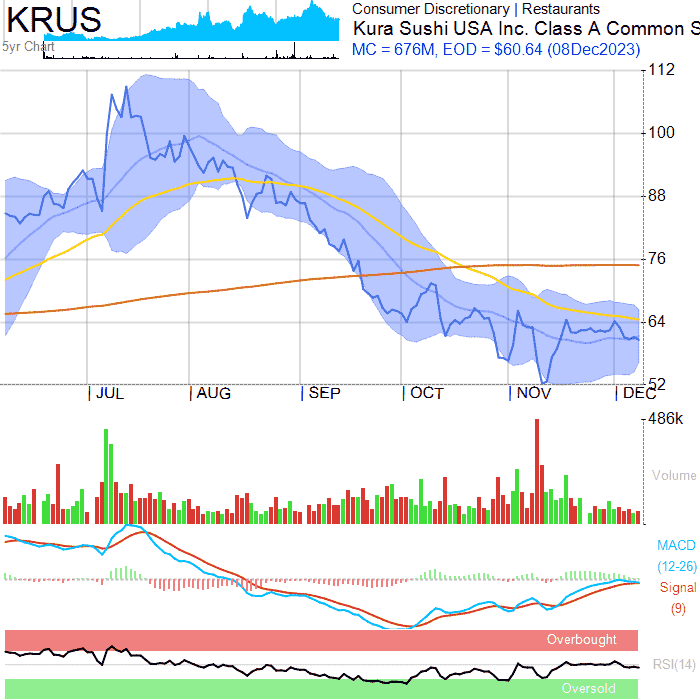 KRUS
5yr Chart
Consumer Discretionary | Restaurants
Kura Sushi USA Inc. Class A Common S
MC = 676M, EOD = $60.64 (08Dec2023)
112
100
88
76
64
52
JUL AUG SEP OCT NOV DEC
486k
Volume
MACD
(12-26)
Signal
(9)
Overbought
RSI(14)
Oversold